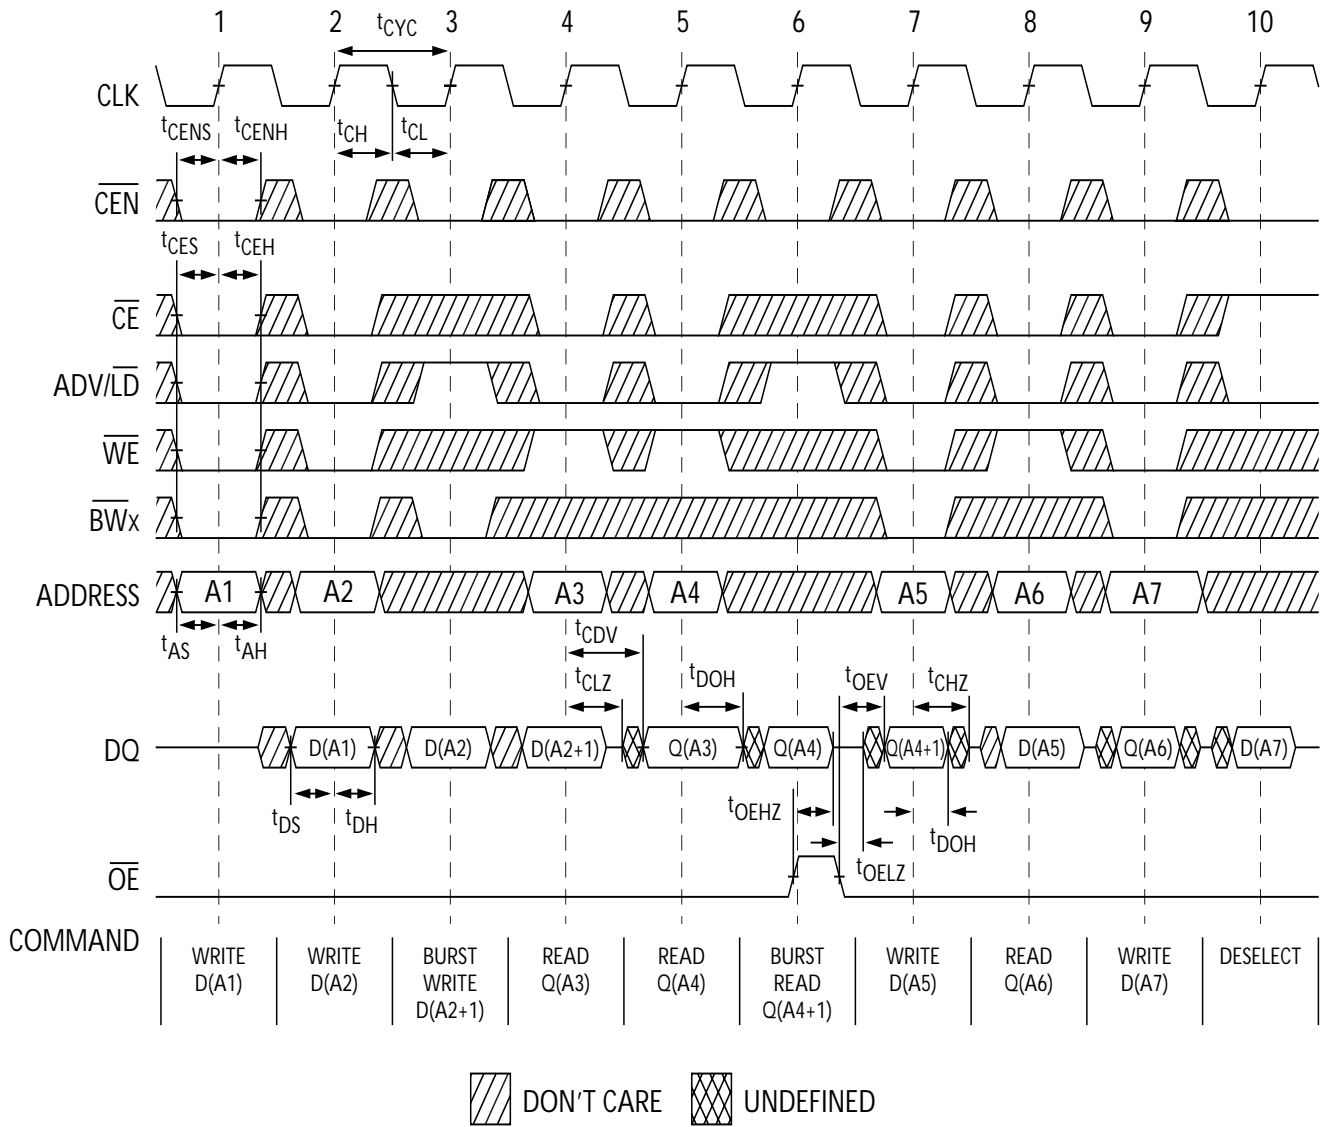 1 2 tCYC 3 4 5 6 7 8 9 10
CLK
tCENS tCENH tCH tCL
CEN
tCES tCEH
CE
ADV/LD
WE
BWx
ADDRESS A1 A2 A3 A4 A5 A6 A7
tAS tAH tCDV
tCLZ tDOH tOEV tCHZ
DQ D(A1) D(A2) D(A2+1) Q(A3) Q(A4) Q(A4+1) D(A5) Q(A6) D(A7)
tDS tDH tOEHZ tDOH
tOELZ
OE
COMMAND
WRITE WRITE BURST READ READ BURST WRITE READ WRITE DESELECT
D(A1) D(A2) WRITE Q(A3) Q(A4) READ D(A5) Q(A6) D(A7)
D(A2+1) Q(A4+1)
DON'T CARE UNDEFINED